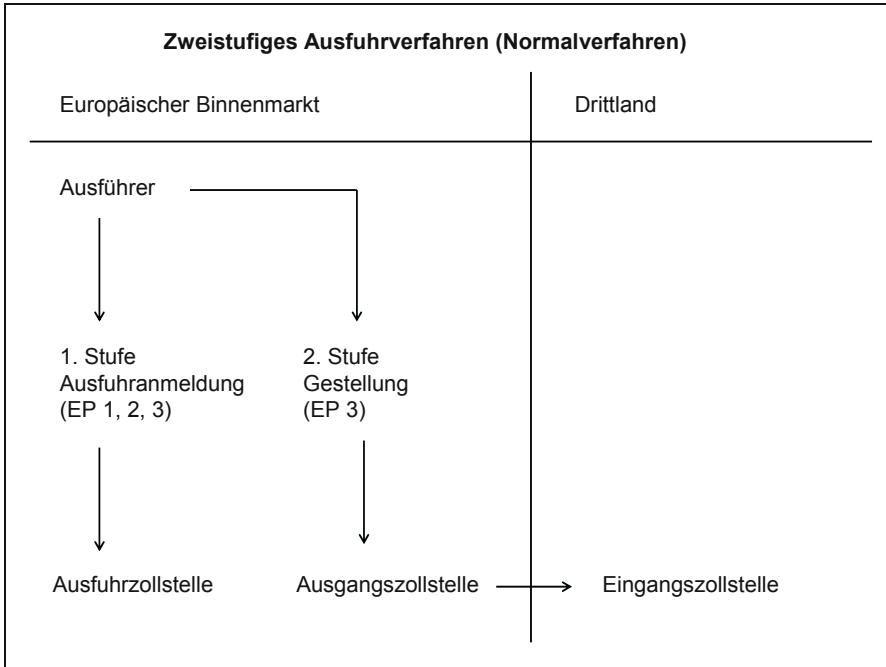 Zweistufiges Ausfuhrverfahren (Normalverfahren)
Europäischer Binnenmarkt
Drittland
Ausführer
1. Stufe
Ausfuhranmeldung
(EP 1, 2, 3)
2. Stufe
Gestellung
(EP 3)
Ausfuhrzollstelle
Ausgangszollstelle
Eingangszollstelle